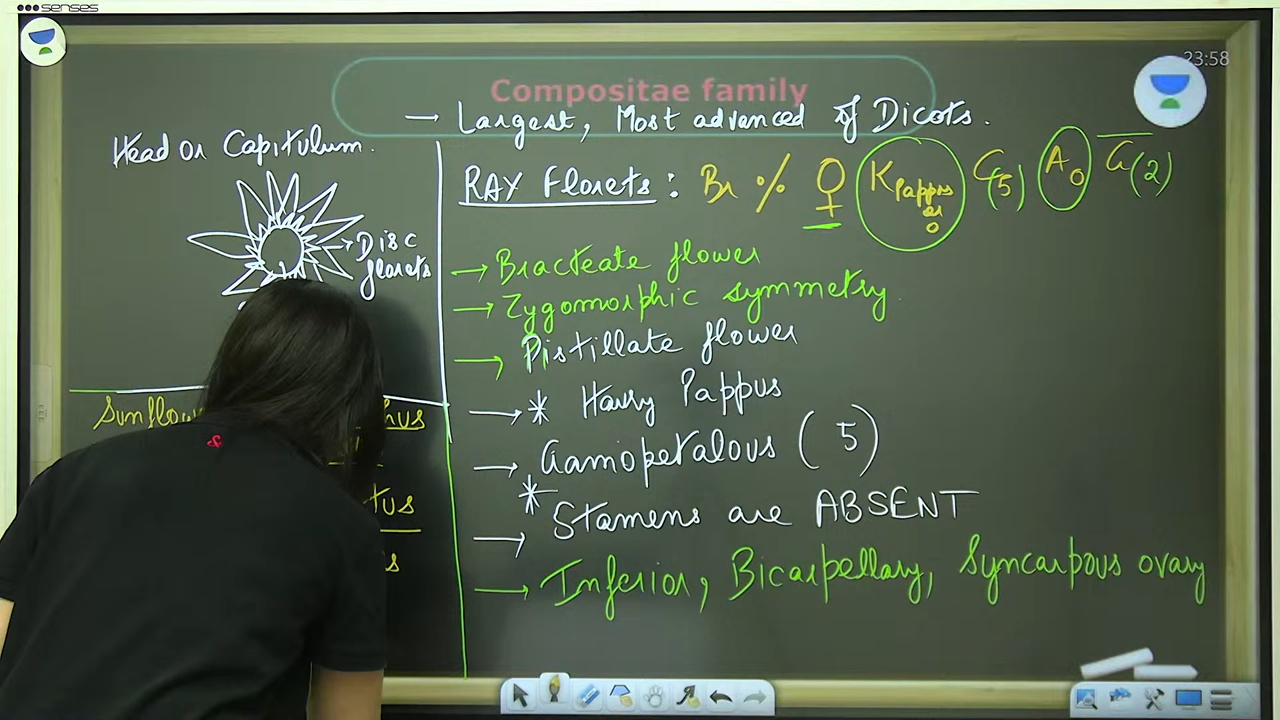 senses
23:58
Compositae family
→ Largest, Most advanced of Dicots.
Head or Capitulum.
Disc
florets
RAY Florets : Br % ♀ K Pappus or 0 C(5) A0 G̅(2)
→ Bracteate flower
→ Zygomorphic symmetry.
→ Pistillate flower
→ * Hairy Pappus
→ Gamopetalous (5)
→ * Stamens are ABSENT
→ Inferior, Bicarpellary, Syncarpous ovary